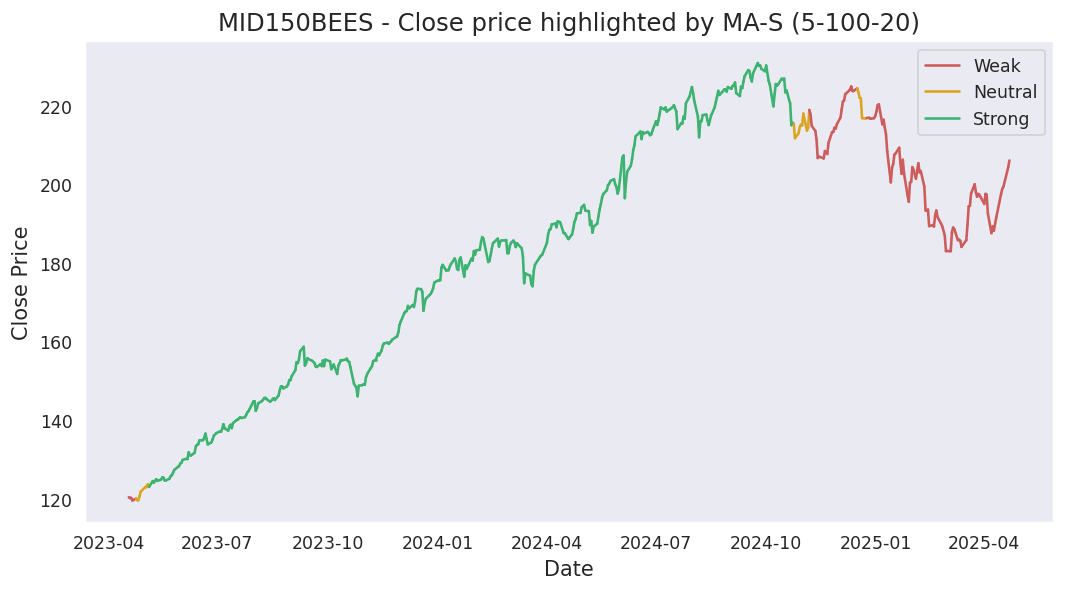 MID150BEES - Close price highlighted by MA-S (5-100-20)
Weak
Neutral
Strong
Close Price
220
200
180
160
140
120
2023-04 2023-07 2023-10 2024-01 2024-04 2024-07 2024-10 2025-01 2025-04
Date